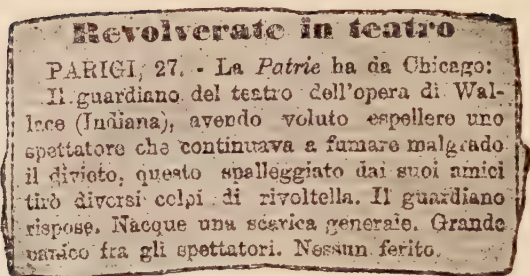 Revolverate in teatro
PARIGI, 27. - La Patrie ha da Chicago:
Il guardiano del teatro dell'opera di Wal-
lace (Indiana), avendo voluto espellere uno
spettatore che continuava a fumare malgrado
il divieto, questo spalleggiato dai suoi amici
tirò diversi colpi di rivoltella. Il guardiano
rispose. Nacque una scarica generale. Grande
panico fra gli spettatori. Nessun ferito.